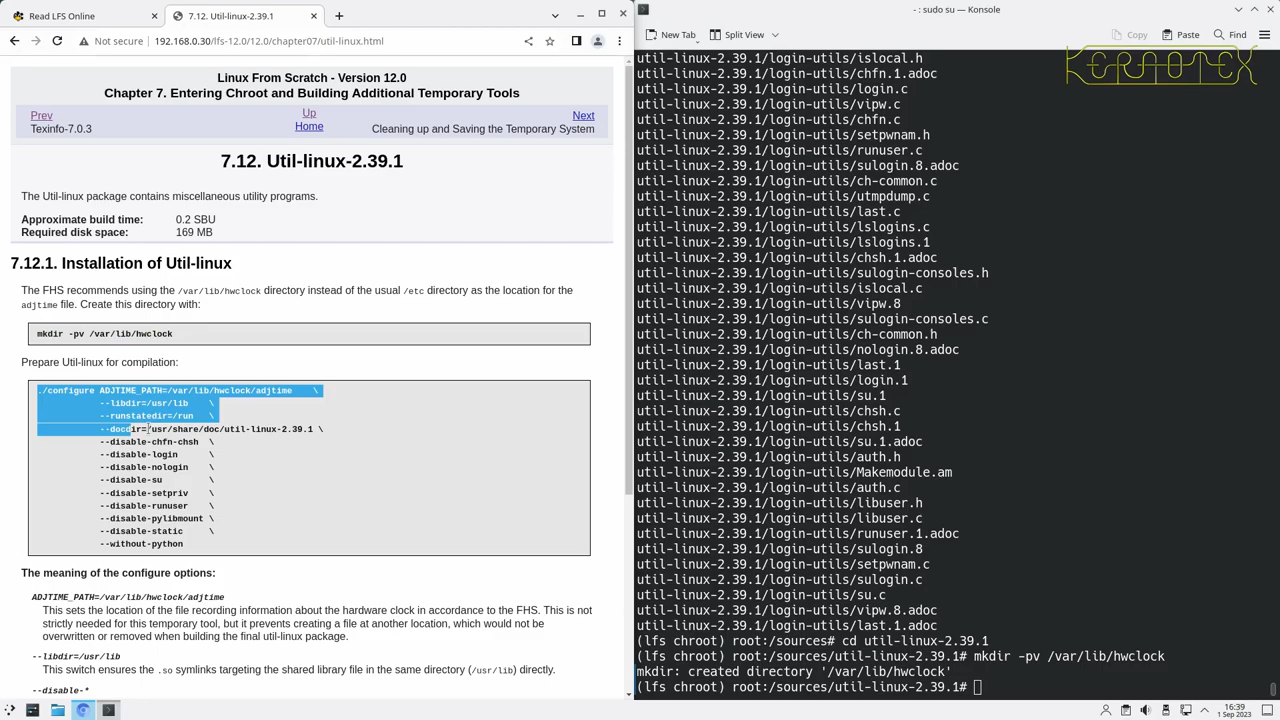 Read LFS Online
7.12. Util-linux-2.39.1
Not secure
192.168.0.30/lfs-12.0/12.0/chapter07/util-linux.html
Linux From Scratch - Version 12.0
Chapter 7. Entering Chroot and Building Additional Temporary Tools
Prev
Up
Next
Texinfo-7.0.3
Home
Cleaning up and Saving the Temporary System
7.12. Util-linux-2.39.1
The Util-linux package contains miscellaneous utility programs.
Approximate build time: 0.2 SBU
Required disk space: 169 MB
7.12.1. Installation of Util-linux
The FHS recommends using the /var/lib/hwclock directory instead of the usual /etc directory as the location for the
adjtime file. Create this directory with:
mkdir -pv /var/lib/hwclock
Prepare Util-linux for compilation:
./configure ADJTIME_PATH=/var/lib/hwclock/adjtime \
--libdir=/usr/lib \
--runstatedir=/run \
--docdir=/usr/share/doc/util-linux-2.39.1 \
--disable-chfn-chsh \
--disable-login \
--disable-nologin \
--disable-su \
--disable-setpriv \
--disable-runuser \
--disable-pylibmount \
--disable-static \
--without-python
The meaning of the configure options:
ADJTIME_PATH=/var/lib/hwclock/adjtime
This sets the location of the file recording information about the hardware clock in accordance to the FHS. This is not
strictly needed for this temporary tool, but it prevents creating a file at another location, which would not be
overwritten or removed when building the final util-linux package.
--libdir=/usr/lib
This switch ensures the .so symlinks targeting the shared library file in the same directory (/usr/lib) directly.
--disable-*
- : sudo su — Konsole
New Tab
Split View
Copy
Paste
Find
KERNOTEX
util-linux-2.39.1/login-utils/islocal.h
util-linux-2.39.1/login-utils/chfn.1.adoc
util-linux-2.39.1/login-utils/login.c
util-linux-2.39.1/login-utils/vipw.c
util-linux-2.39.1/login-utils/chfn.c
util-linux-2.39.1/login-utils/setpwnam.h
util-linux-2.39.1/login-utils/runuser.c
util-linux-2.39.1/login-utils/sulogin.8.adoc
util-linux-2.39.1/login-utils/ch-common.c
util-linux-2.39.1/login-utils/utmpdump.c
util-linux-2.39.1/login-utils/last.c
util-linux-2.39.1/login-utils/lslogins.c
util-linux-2.39.1/login-utils/lslogins.1
util-linux-2.39.1/login-utils/chsh.1.adoc
util-linux-2.39.1/login-utils/sulogin-consoles.h
util-linux-2.39.1/login-utils/islocal.c
util-linux-2.39.1/login-utils/vipw.8
util-linux-2.39.1/login-utils/sulogin-consoles.c
util-linux-2.39.1/login-utils/ch-common.h
util-linux-2.39.1/login-utils/nologin.8.adoc
util-linux-2.39.1/login-utils/last.1
util-linux-2.39.1/login-utils/login.1
util-linux-2.39.1/login-utils/su.1
util-linux-2.39.1/login-utils/chsh.c
util-linux-2.39.1/login-utils/chsh.1
util-linux-2.39.1/login-utils/su.1.adoc
util-linux-2.39.1/login-utils/auth.h
util-linux-2.39.1/login-utils/Makemodule.am
util-linux-2.39.1/login-utils/auth.c
util-linux-2.39.1/login-utils/libuser.h
util-linux-2.39.1/login-utils/libuser.c
util-linux-2.39.1/login-utils/runuser.1.adoc
util-linux-2.39.1/login-utils/sulogin.8
util-linux-2.39.1/login-utils/setpwnam.c
util-linux-2.39.1/login-utils/sulogin.c
util-linux-2.39.1/login-utils/su.c
util-linux-2.39.1/login-utils/vipw.8.adoc
util-linux-2.39.1/login-utils/last.1.adoc
(lfs chroot) root:/sources# cd util-linux-2.39.1
(lfs chroot) root:/sources/util-linux-2.39.1# mkdir -pv /var/lib/hwclock
mkdir: created directory '/var/lib/hwclock'
(lfs chroot) root:/sources/util-linux-2.39.1#
16:39
1 Sep 2023